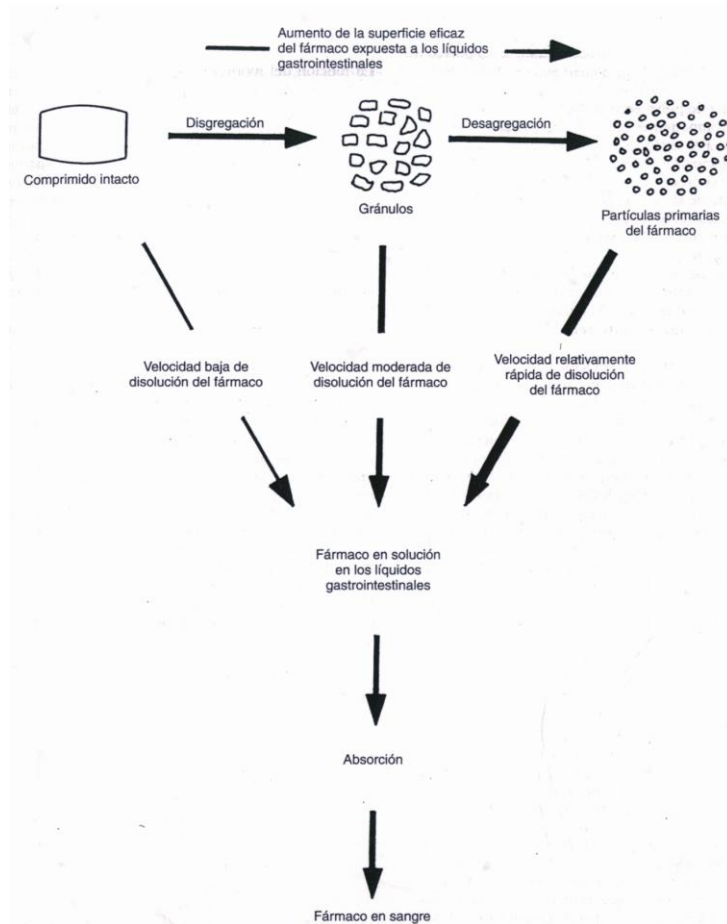 Aumento de la superficie eficaz
del fármaco expuesta a los líquidos
gastrointestinales
Disgregación
Desagregación
Comprimido intacto
Gránulos
Partículas primarias
del fármaco
Velocidad baja de
disolución del fármaco
Velocidad moderada de
disolución del fármaco
Velocidad relativamente
rápida de disolución
del fármaco
Fármaco en solución
en los líquidos
gastrointestinales
Absorción
Fármaco en sangre